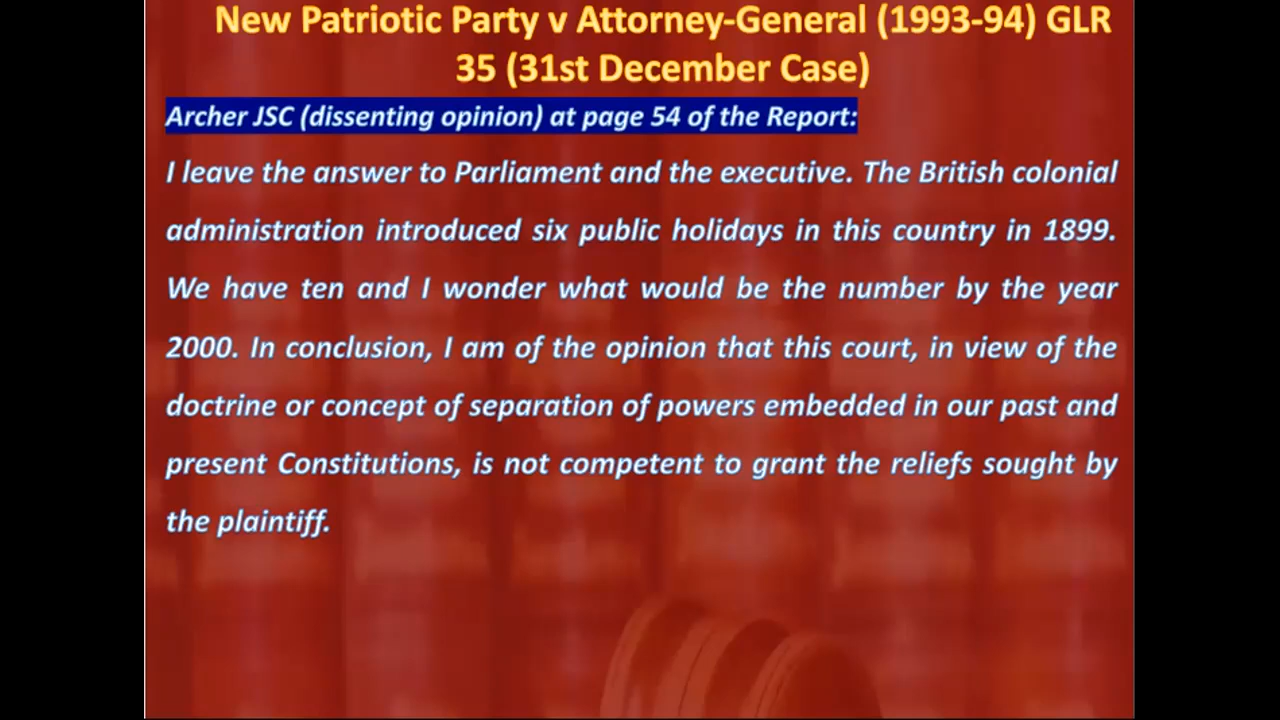 New Patriotic Party v Attorney-General (1993-94) GLR
35 (31st December Case)
Archer JSC (dissenting opinion) at page 54 of the Report:
I leave the answer to Parliament and the executive. The British colonial
administration introduced six public holidays in this country in 1899.
We have ten and I wonder what would be the number by the year
2000. In conclusion, I am of the opinion that this court, in view of the
doctrine or concept of separation of powers embedded in our past and
present Constitutions, is not competent to grant the reliefs sought by
the plaintiff.